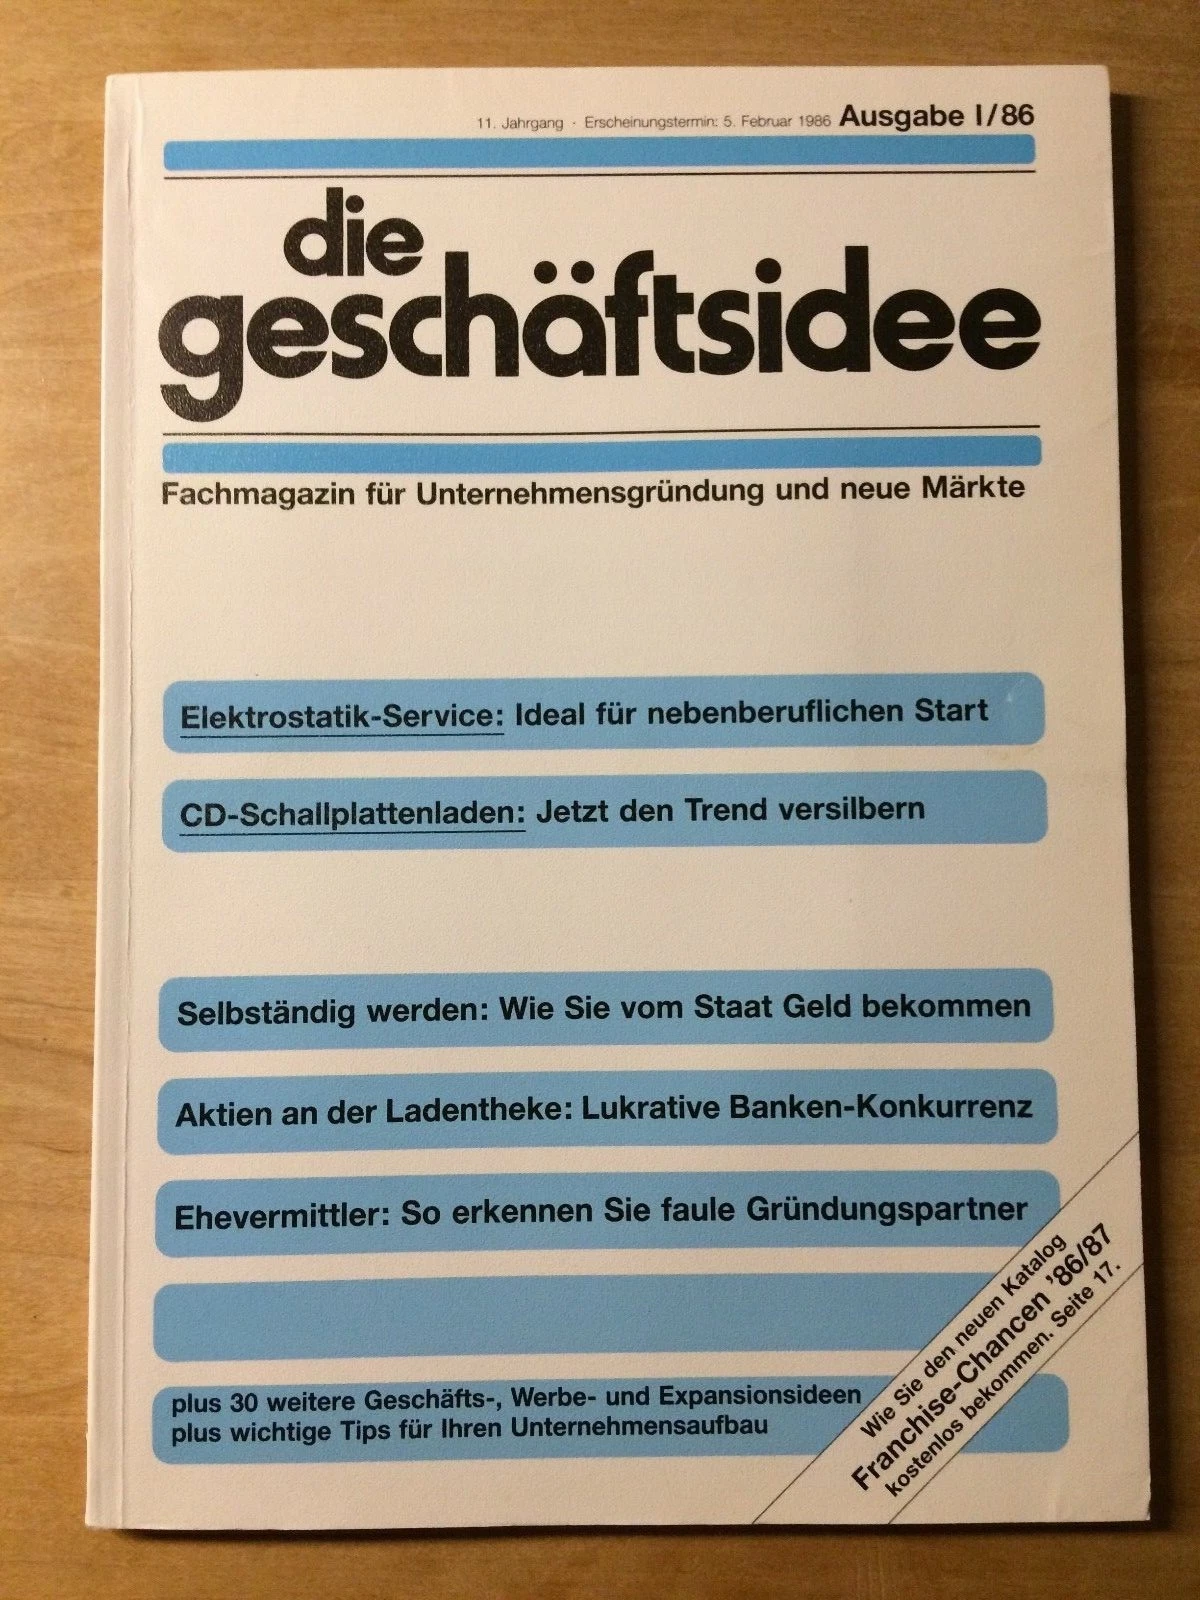 11. Jahrgang · Erscheinungstermin: 5. Februar 1986 Ausgabe I/86
die
geschäftsidee
Fachmagazin für Unternehmensgründung und neue Märkte
Elektrostatik-Service: Ideal für nebenberuflichen Start
CD-Schallplattenladen: Jetzt den Trend versilbern
Selbständig werden: Wie Sie vom Staat Geld bekommen
Aktien an der Ladentheke: Lukrative Banken-Konkurrenz
Ehevermittler: So erkennen Sie faule Gründungspartner
plus 30 weitere Geschäfts-, Werbe- und Expansionsideen
plus wichtige Tips für Ihren Unternehmensaufbau
Wie Sie den neuen Katalog
Franchise-Chancen '86/87
kostenlos bekommen. Seite 17.